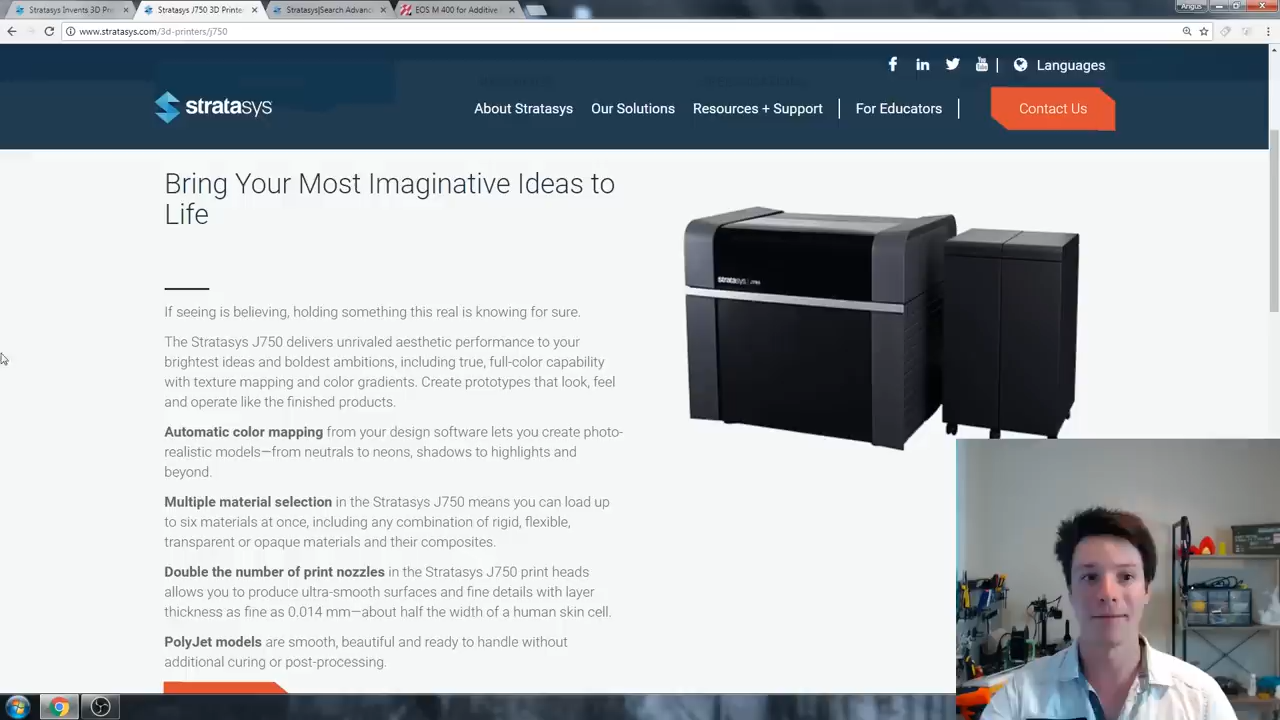 Stratasys Invents 3D Prin
Stratasys J750 3D Printe
Stratasys|Search Advanc
EOS M 400 for Additive
Angus
www.stratasys.com/3d-printers/j750
Languages
stratasys
About Stratasys
Our Solutions
Resources + Support
For Educators
Contact Us
Bring Your Most Imaginative Ideas to
Life
If seeing is believing, holding something this real is knowing for sure.
The Stratasys J750 delivers unrivaled aesthetic performance to your
brightest ideas and boldest ambitions, including true, full-color capability
with texture mapping and color gradients. Create prototypes that look, feel
and operate like the finished products.
Automatic color mapping from your design software lets you create photo-
realistic models—from neutrals to neons, shadows to highlights and
beyond.
Multiple material selection in the Stratasys J750 means you can load up
to six materials at once, including any combination of rigid, flexible,
transparent or opaque materials and their composites.
Double the number of print nozzles in the Stratasys J750 print heads
allows you to produce ultra-smooth surfaces and fine details with layer
thickness as fine as 0.014 mm—about half the width of a human skin cell.
PolyJet models are smooth, beautiful and ready to handle without
additional curing or post-processing.
stratasys